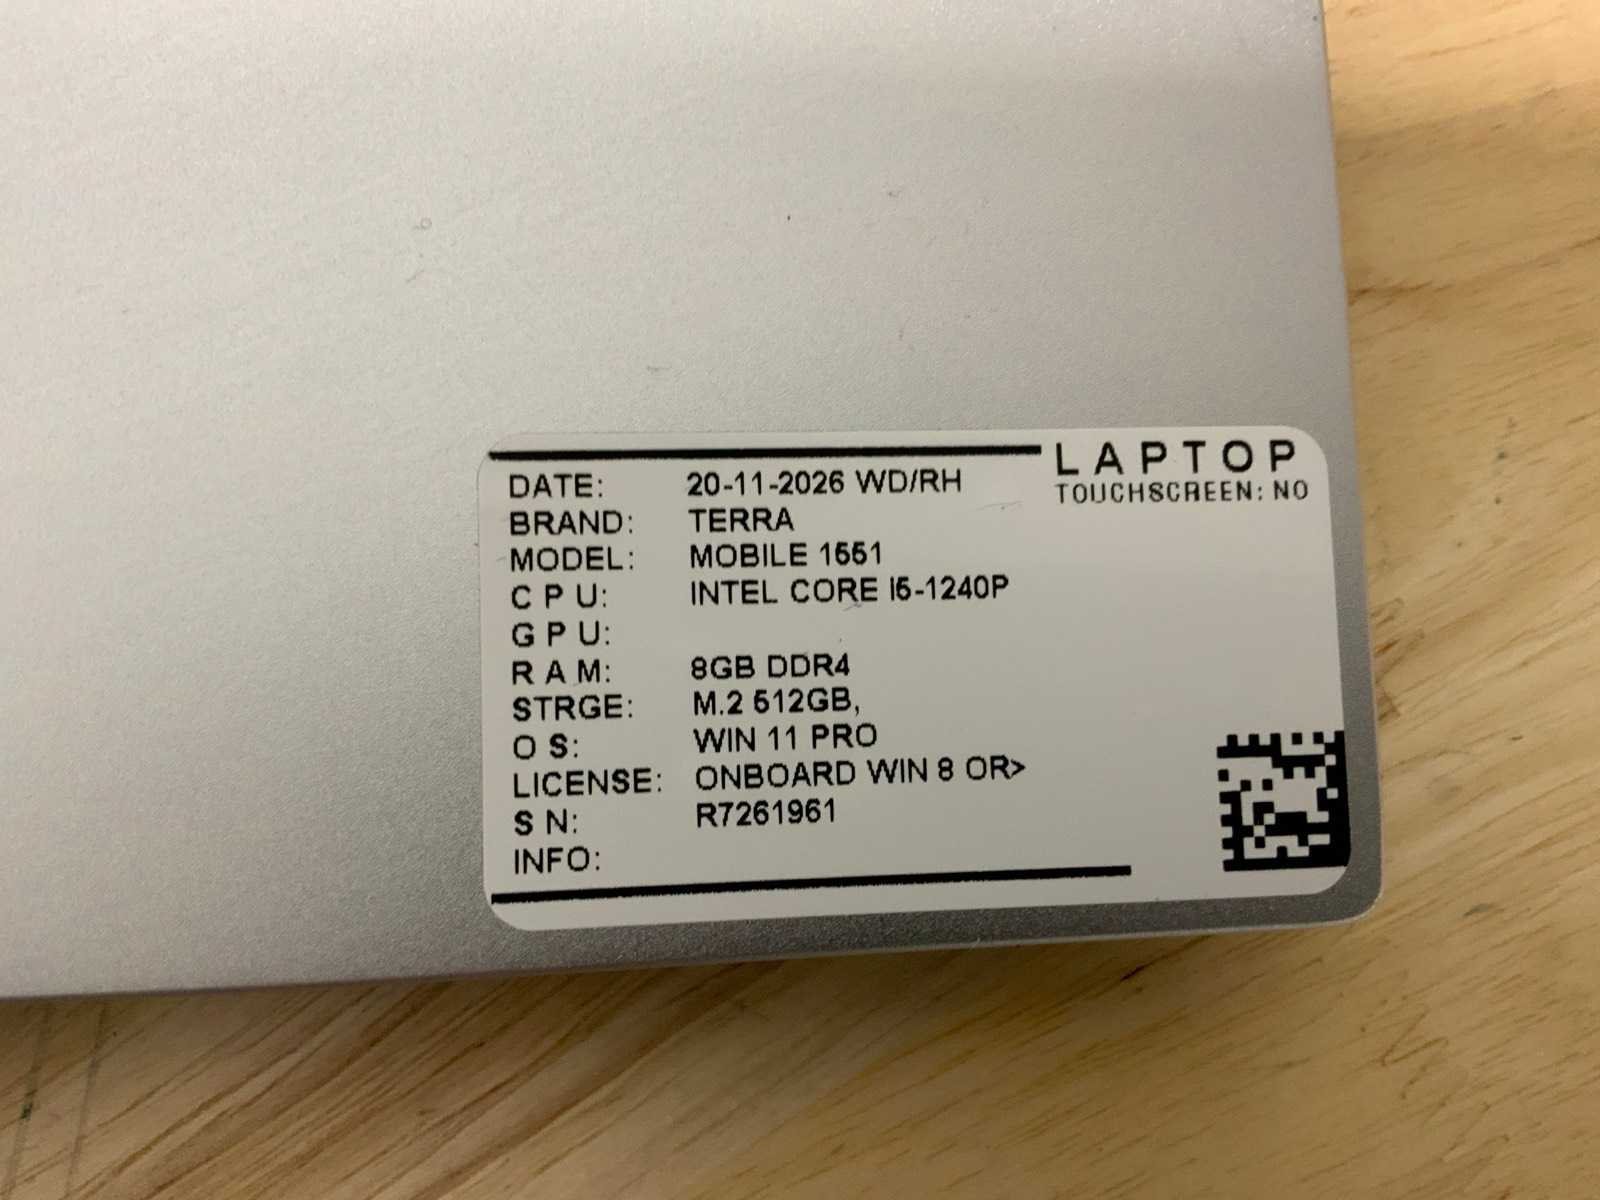 LAPTOP
TOUCHSCREEN: NO
DATE: 20-11-2026 WD/RH
BRAND: TERRA
MODEL: MOBILE 1551
C P U: INTEL CORE I5-1240P
G P U:
R A M: 8GB DDR4
STRGE: M.2 512GB,
O S: WIN 11 PRO
LICENSE: ONBOARD WIN 8 OR>
S N: R7261961
INFO: